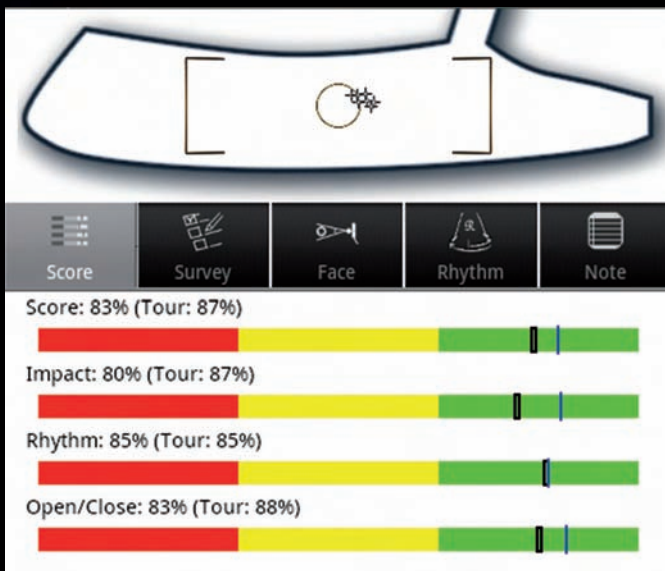 Score
Survey
Face
Rhythm
Note
Score: 83% (Tour: 87%)
Impact: 80% (Tour: 87%)
Rhythm: 85% (Tour: 85%)
Open/Close: 83% (Tour: 88%)